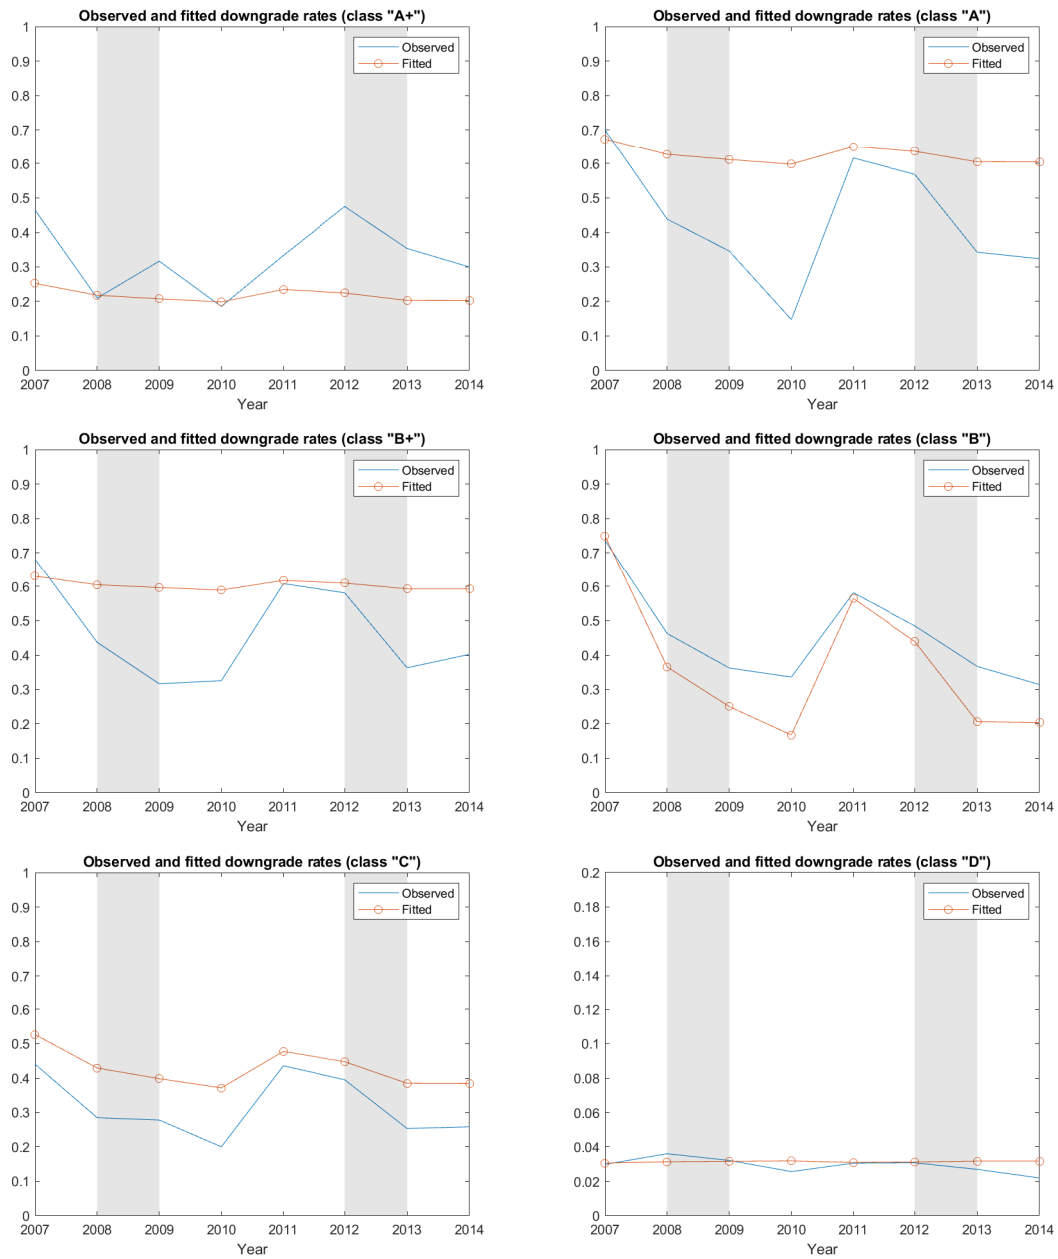 Observed and fitted downgrade rates (class "A+")
1
0.9
0.8
0.7
0.6
0.5
0.4
0.3
0.2
0.1
0
Observed
Fitted
2007 2008 2009 2010 2011 2012 2013 2014
Year
Observed and fitted downgrade rates (class "A")
1
0.9
0.8
0.7
0.6
0.5
0.4
0.3
0.2
0.1
0
Observed
Fitted
2007 2008 2009 2010 2011 2012 2013 2014
Year
Observed and fitted downgrade rates (class "B+")
1
0.9
0.8
0.7
0.6
0.5
0.4
0.3
0.2
0.1
0
Observed
Fitted
2007 2008 2009 2010 2011 2012 2013 2014
Year
Observed and fitted downgrade rates (class "B")
1
0.9
0.8
0.7
0.6
0.5
0.4
0.3
0.2
0.1
0
Observed
Fitted
2007 2008 2009 2010 2011 2012 2013 2014
Year
Observed and fitted downgrade rates (class "C")
1
0.9
0.8
0.7
0.6
0.5
0.4
0.3
0.2
0.1
0
Observed
Fitted
2007 2008 2009 2010 2011 2012 2013 2014
Year
Observed and fitted downgrade rates (class "D")
0.2
0.18
0.16
0.14
0.12
0.1
0.08
0.06
0.04
0.02
0
Observed
Fitted
2007 2008 2009 2010 2011 2012 2013 2014
Year